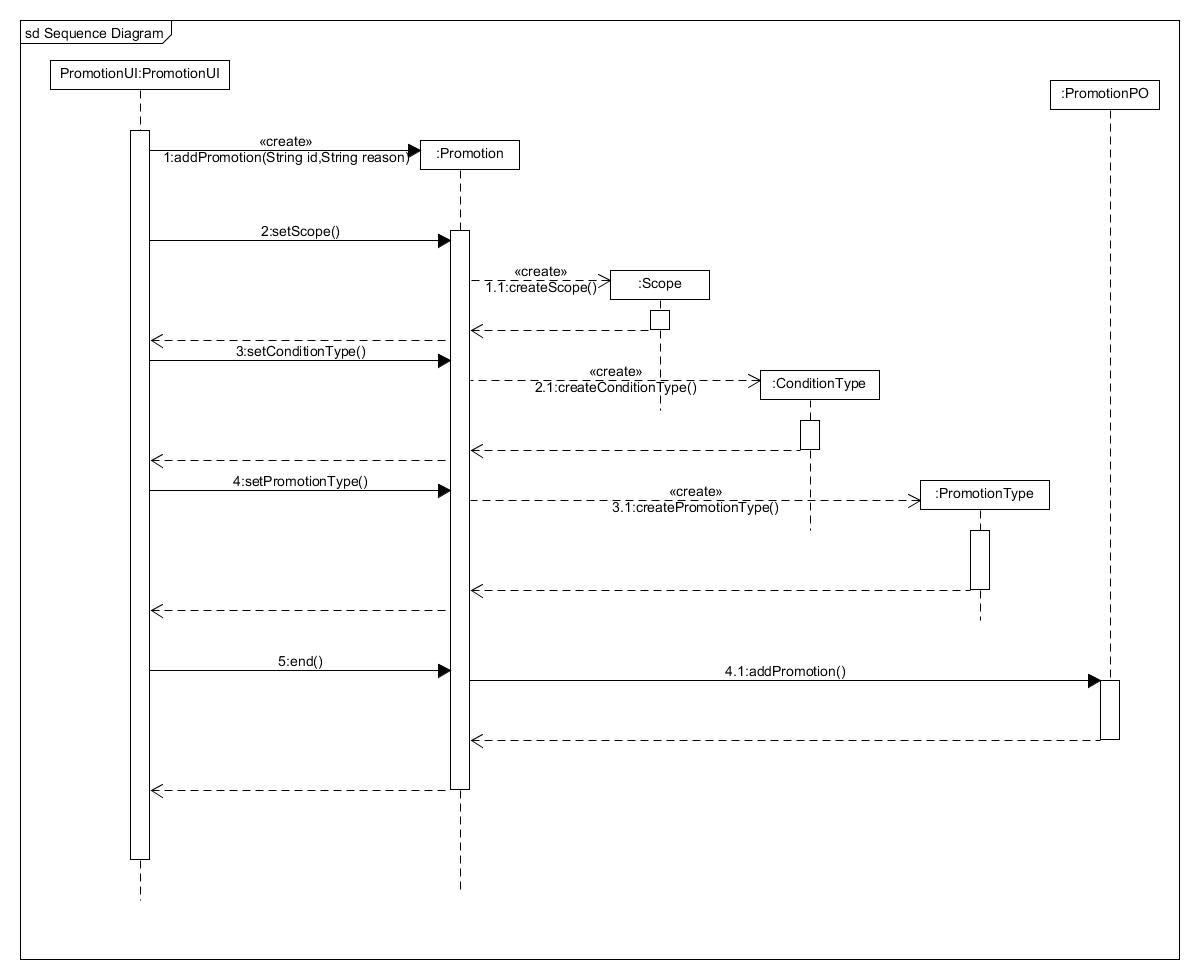 sd Sequence Diagram
PromotionUI:PromotionUI
:PromotionPO
«create»
1:addPromotion(String id,String reason)
:Promotion
2:setScope()
«create»
1.1:createScope()
:Scope
3:setConditionType()
«create»
2.1:createConditionType()
:ConditionType
4:setPromotionType()
«create»
3.1:createPromotionType()
:PromotionType
5:end()
4.1:addPromotion()